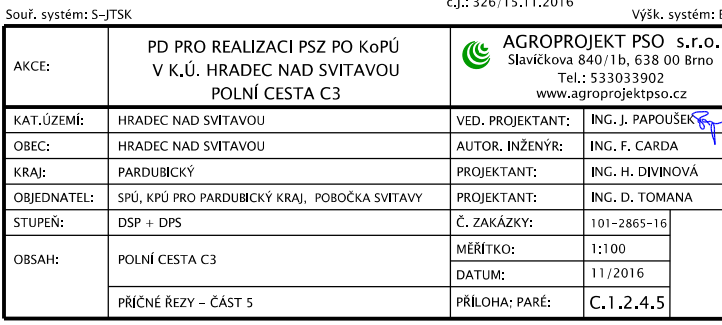 č.j.: 326/15.11.2016
Souř. systém: S-JTSK
Výšk. systém:
AKCE:
PD PRO REALIZACI PSZ PO KoPÚ
V K.Ú. HRADEC NAD SVITAVOU
POLNÍ CESTA C3
AGROPROJEKT PSO s.r.o.
Slavíčkova 840/1b, 638 00 Brno
Tel.: 533033902
www.agroprojektpso.cz
KAT.ÚZEMÍ: HRADEC NAD SVITAVOU VED. PROJEKTANT: ING. J. PAPOUŠEK
OBEC: HRADEC NAD SVITAVOU AUTOR. INŽENÝR: ING. F. CARDA
KRAJ: PARDUBICKÝ PROJEKTANT: ING. H. DIVINOVÁ
OBJEDNATEL: SPÚ, KPÚ PRO PARDUBICKÝ KRAJ, POBOČKA SVITAVY PROJEKTANT: ING. D. TOMANA
STUPEŇ: DSP + DPS Č. ZAKÁZKY: 101-2865-16
OBSAH: POLNÍ CESTA C3 MĚŘÍTKO: 1:100
DATUM: 11/2016
PŘÍČNÉ ŘEZY - ČÁST 5 PŘÍLOHA; PARÉ: C.1.2.4.5